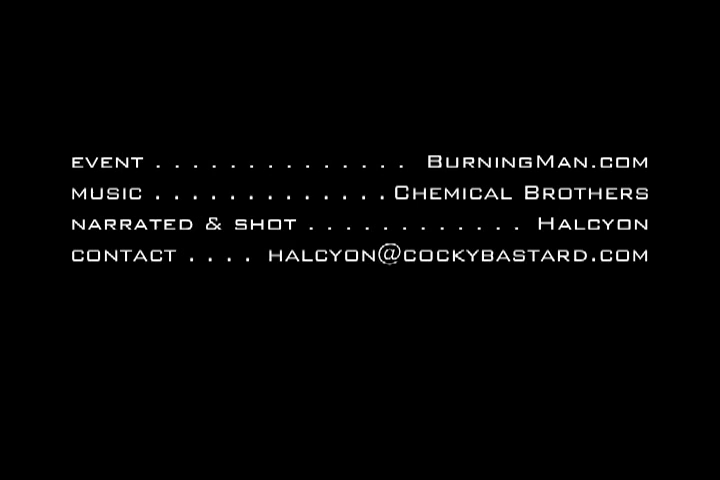 EVENT . . . . . . . . . . . . . . BURNINGMAN.COM
MUSIC . . . . . . . . . . . . . CHEMICAL BROTHERS
NARRATED & SHOT . . . . . . . . . . . . HALCYON
CONTACT . . . . HALCYON@COCKYBASTARD.COM